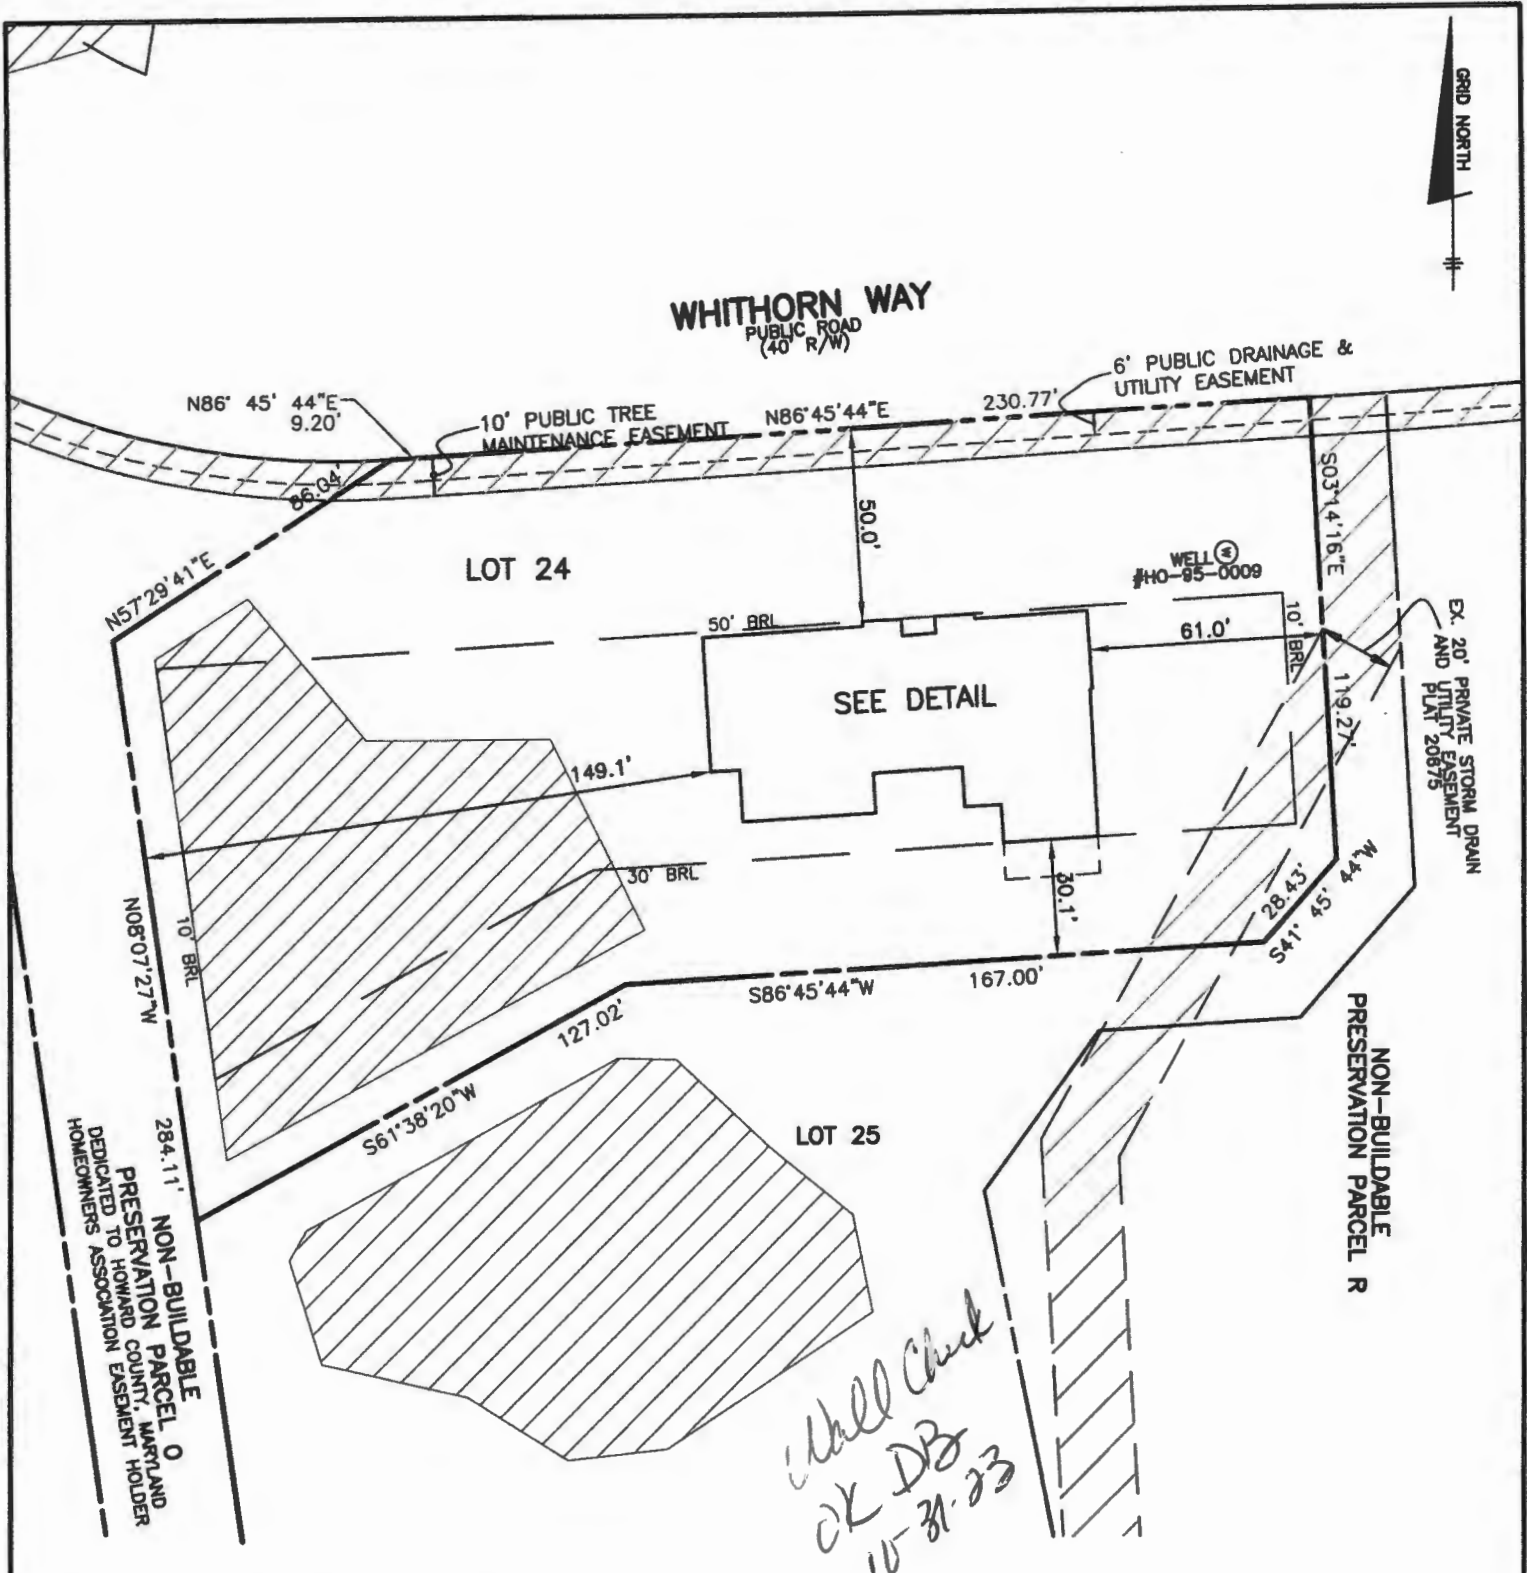 GRID NORTH
WHITHORN WAY
PUBLIC ROAD
(40' R/W)
6' PUBLIC DRAINAGE &
UTILITY EASEMENT
N86° 45' 44"E
9.20'
10' PUBLIC TREE
MAINTENANCE EASEMENT
N86°45'44"E
230.77'
86.04'
N57°29'41"E
LOT 24
50.0'
S03°14'16"E
WELL W
#HO-95-0009
50' BRL
61.0'
10' BRL
EX. 20' PRIVATE STORM DRAIN
AND UTILITY EASEMENT
PLAT 20875
SEE DETAIL
119.27'
149.1'
30' BRL
30.1'
28.43'
S41° 45' 44"W
10' BRL
N08°07'27"W
S86°45'44"W
167.00'
127.02'
S61°38'20"W
284.11'
LOT 25
NON-BUILDABLE
PRESERVATION PARCEL R
NON-BUILDABLE
PRESERVATION PARCEL O
DEDICATED TO HOWARD COUNTY, MARYLAND
HOMEOWNERS ASSOCIATION EASEMENT HOLDER
Wall Check
OK DB
10-31-23